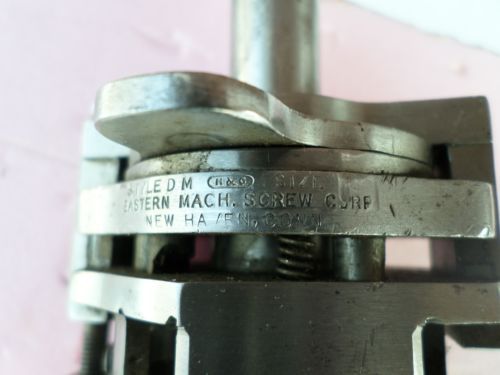 STYLE DM H&G SIZE
EASTERN MACH. SCREW CORP
NEW HAVEN, CONN.